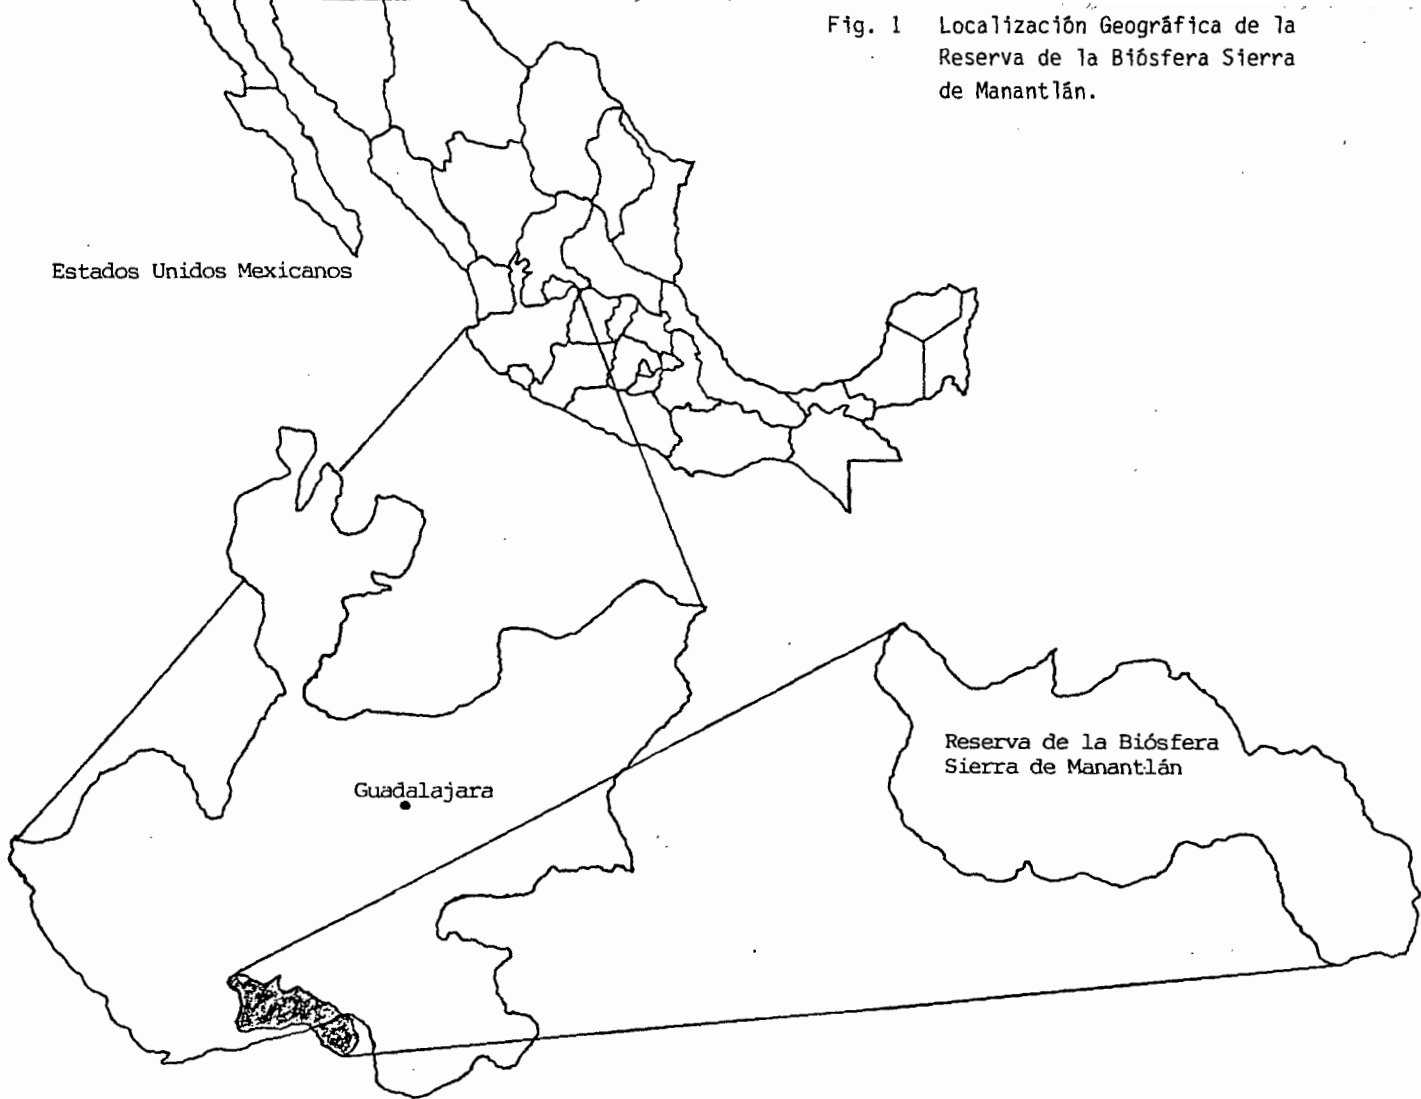 Fig. 1 Localización Geográfica de la
Reserva de la Biósfera Sierra
de Manantlán.
Estados Unidos Mexicanos
Reserva de la Biósfera
Sierra de Manantlán
Guadalajara